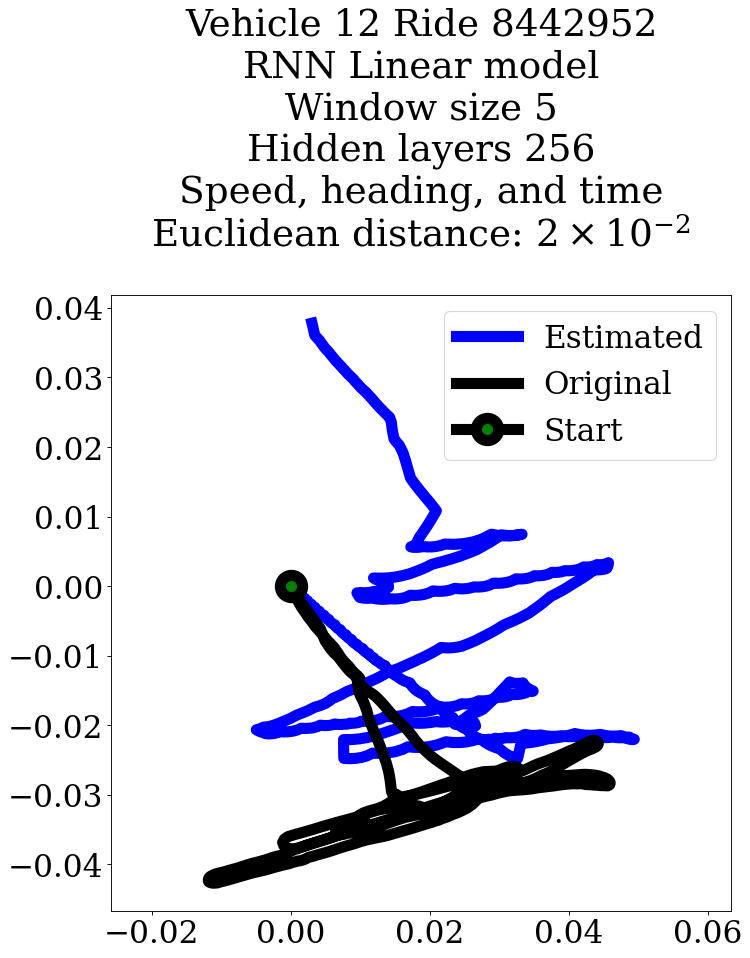 Vehicle 12 Ride 8442952
RNN Linear model
Window size 5
Hidden layers 256
Speed, heading, and time
Euclidean distance: 2 × 10⁻²
Estimated
Original
Start
0.04
0.03
0.02
0.01
0.00
−0.01
−0.02
−0.03
−0.04
−0.02 0.00 0.02 0.04 0.06